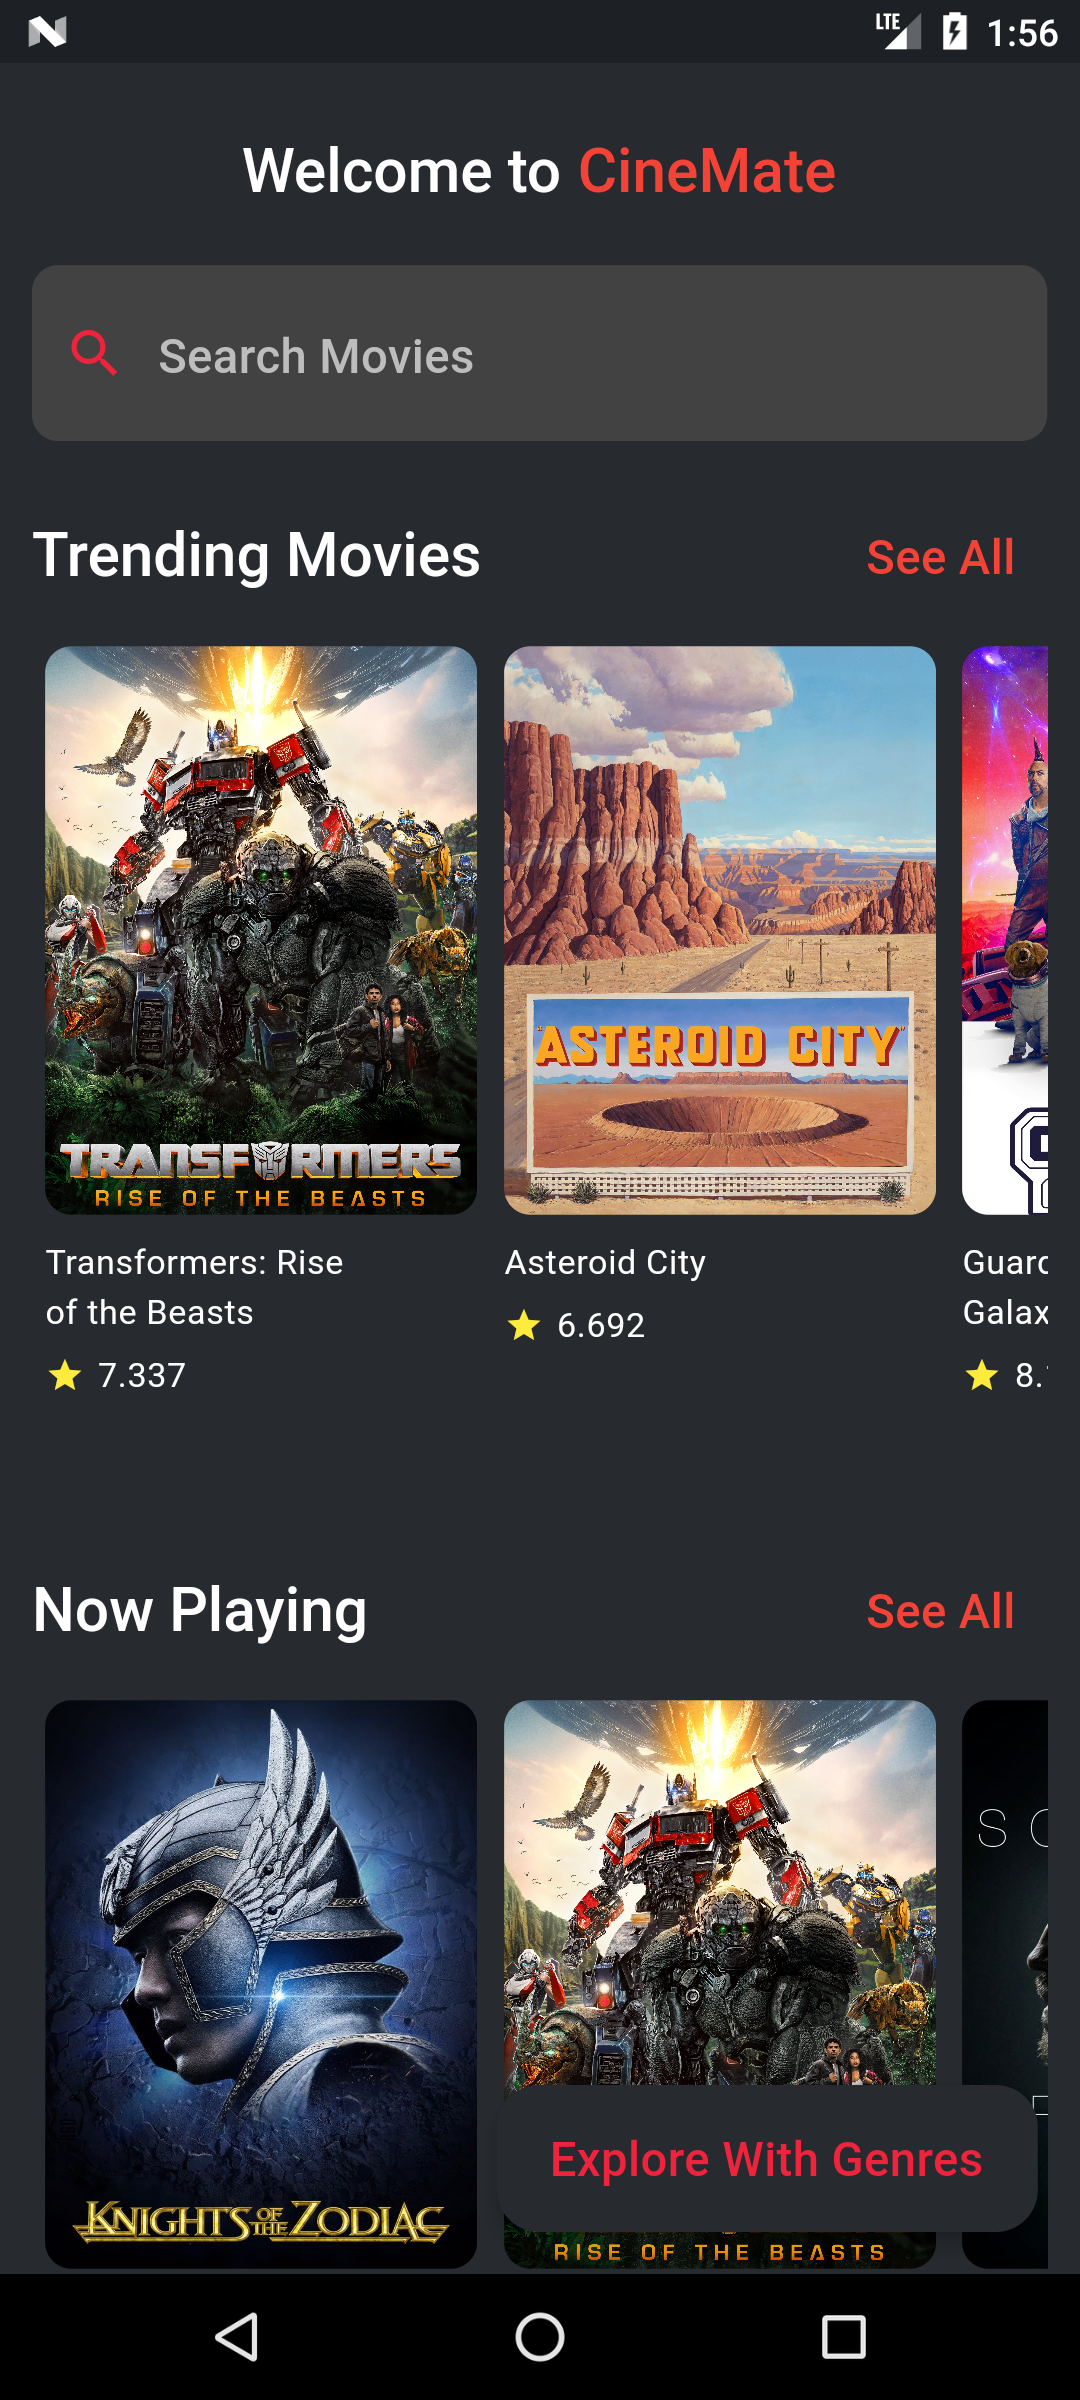 LTE 1:56
Welcome to CineMate
Search Movies
Trending Movies See All
"ASTEROID CITY"
TRANSFORMERS
RISE OF THE BEASTS
Transformers: Rise
of the Beasts
7.337
Asteroid City
6.692
Guard
Galax
8.
Now Playing See All
S
KNIGHTS OF THE ZODIAC
Explore With Genres
RISE OF THE BEASTS